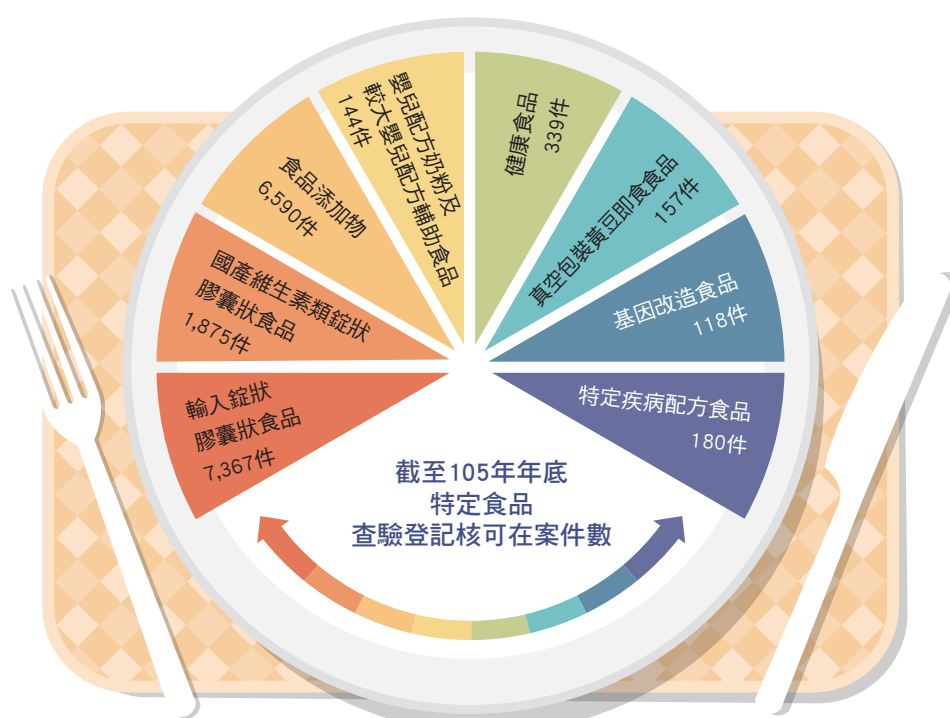 輸入錠狀
膠囊狀食品
7,367件
國產維生素類錠狀
膠囊狀食品
1,875件
食品添加物
6,590件
嬰兒配方奶粉及
較大嬰兒配方輔助食品
144件
健康食品
339件
真空包裝黃豆即食食品
157件
基因改造食品
118件
特定疾病配方食品
180件
截至105年年底
特定食品
查驗登記核可在案件數